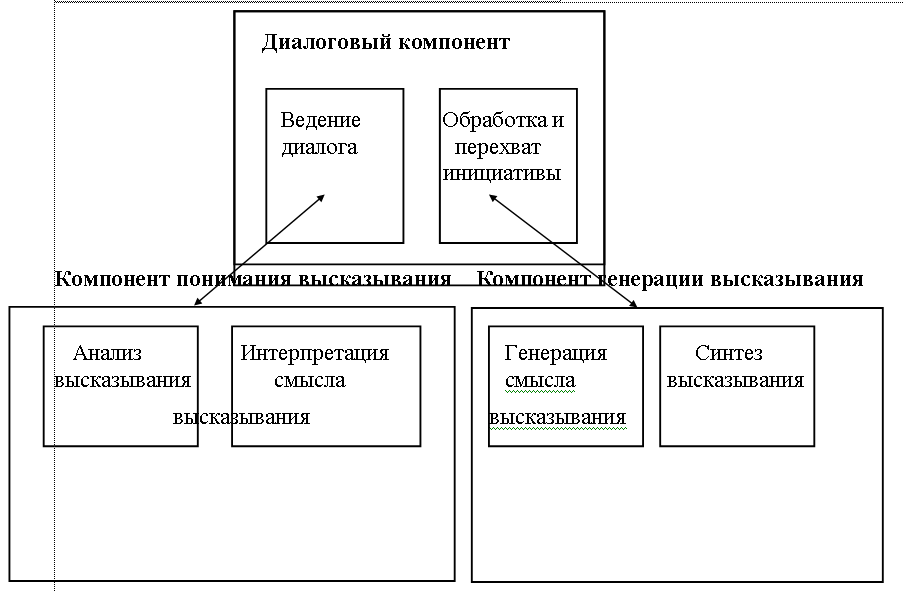 Диалоговый компонент
Ведение
диалога
Обработка и
перехват
инициативы
Компонент понимания высказывания
Компонент генерации высказывания
Анализ
высказывания
Интерпретация
смысла
высказывания
Генерация
смысла
высказывания
Синтез
высказывания